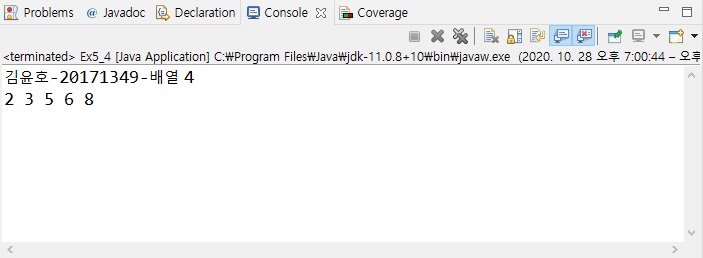 Problems @ Javadoc Declaration Console Coverage
<terminated> Ex5_4 [Java Application] C:₩Program Files₩Java₩jdk-11.0.8+10₩bin₩javaw.exe (2020. 10. 28 오후 7:00:44 – 오후
김윤호-20171349-배열 4
2 3 5 6 8